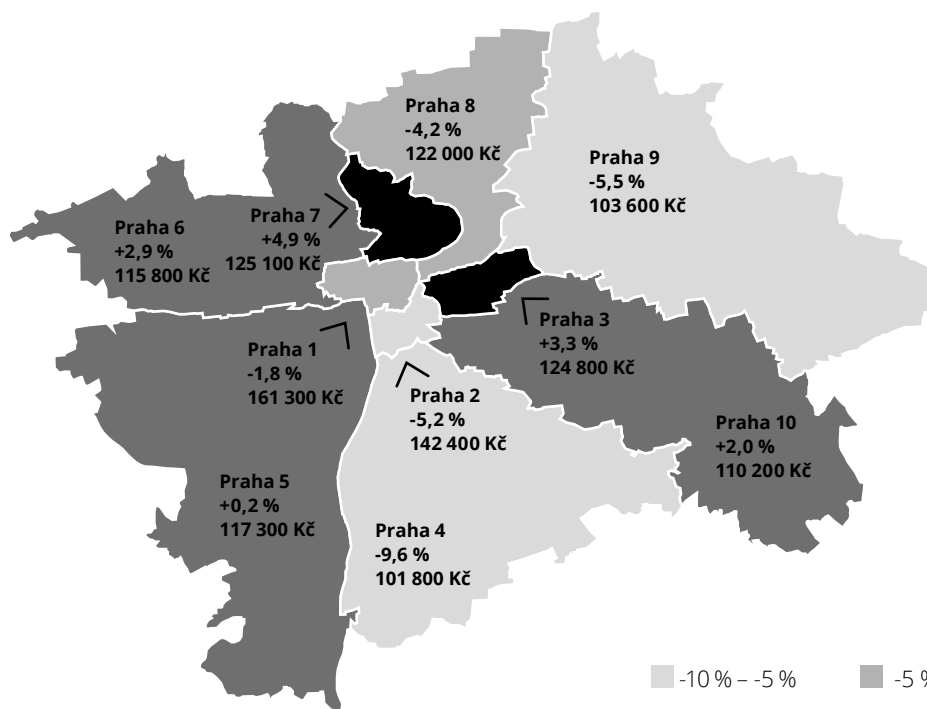 Praha 8
-4,2 %
122 000 Kč
Praha 9
-5,5 %
103 600 Kč
Praha 7
+4,9 %
125 100 Kč
Praha 6
+2,9 %
115 800 Kč
Praha 3
+3,3 %
124 800 Kč
Praha 1
-1,8 %
161 300 Kč
Praha 2
-5,2 %
142 400 Kč
Praha 10
+2,0 %
110 200 Kč
Praha 5
+0,2 %
117 300 Kč
Praha 4
-9,6 %
101 800 Kč
-10 % – -5 %
-5 %